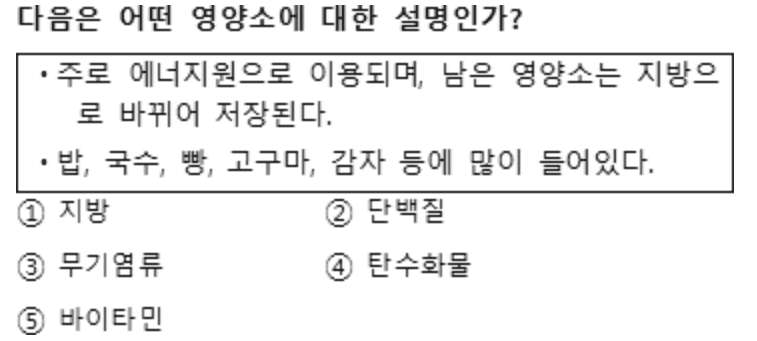 다음은 어떤 영양소에 대한 설명인가?
• 주로 에너지원으로 이용되며, 남은 영양소는 지방으
로 바뀌어 저장된다.
• 밥, 국수, 빵, 고구마, 감자 등에 많이 들어있다.
① 지방 ② 단백질
③ 무기염류 ④ 탄수화물
⑤ 바이타민